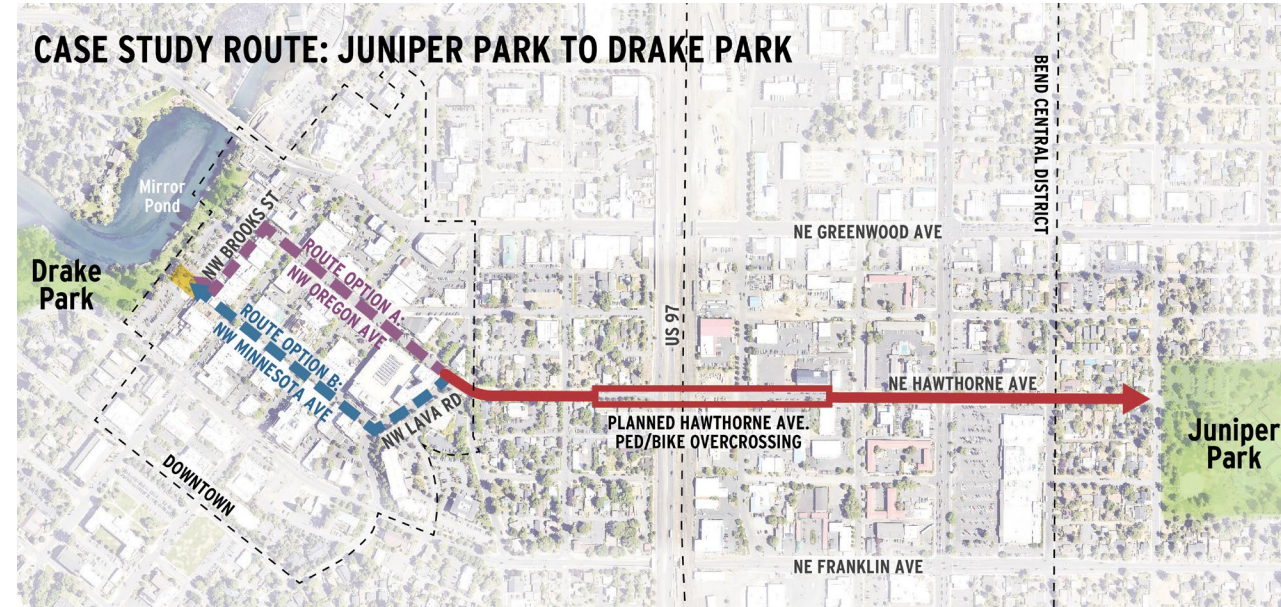 CASE STUDY ROUTE: JUNIPER PARK TO DRAKE PARK
BEND CENTRAL DISTRICT
Mirror
Pond
NW BROOKS ST
NE GREENWOOD AVE
Drake
Park
ROUTE OPTION A:
NW OREGON AVE
US 97
ROUTE OPTION B:
NW MINNESOTA AVE
NE HAWTHORNE AVE
NW LAVA RD
PLANNED HAWTHORNE AVE.
PED/BIKE OVERCROSSING
Juniper
Park
DOWNTOWN
NE FRANKLIN AVE